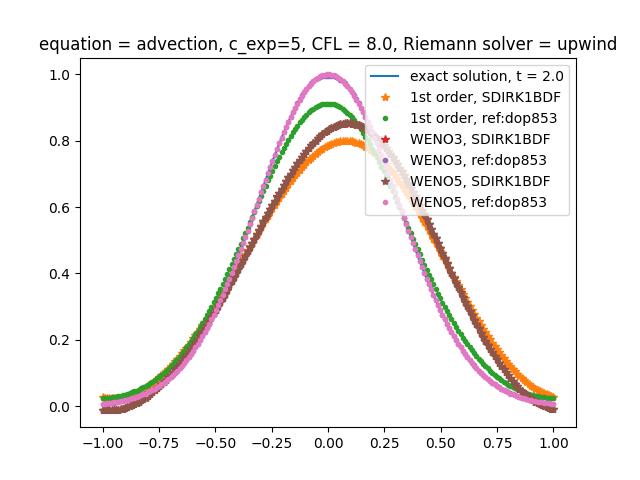 equation = advection, c_exp=5, CFL = 8.0, Riemann solver = upwind
1.0
0.8
0.6
0.4
0.2
0.0
exact solution, t = 2.0
1st order, SDIRK1BDF
1st order, ref:dop853
WENO3, SDIRK1BDF
WENO3, ref:dop853
WENO5, SDIRK1BDF
WENO5, ref:dop853
−1.00 −0.75 −0.50 −0.25 0.00 0.25 0.50 0.75 1.00